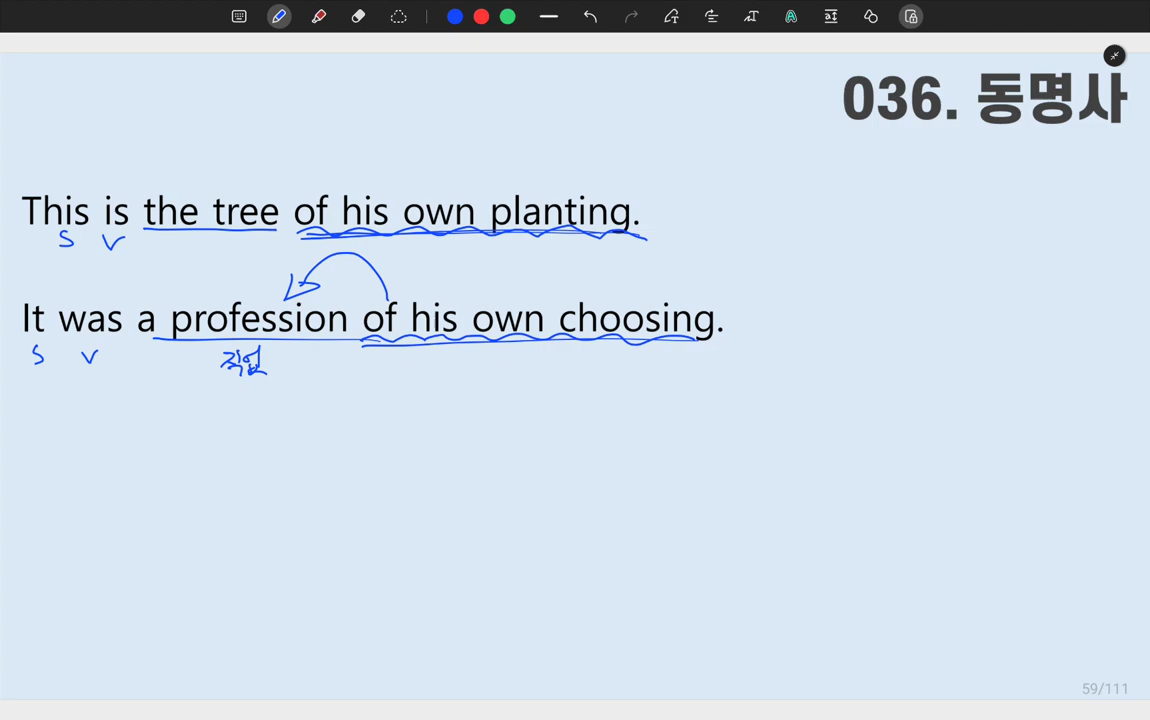 036. 동명사
This is the tree of his own planting.
S V
It was a profession of his own choosing.
S V
직업
59/111